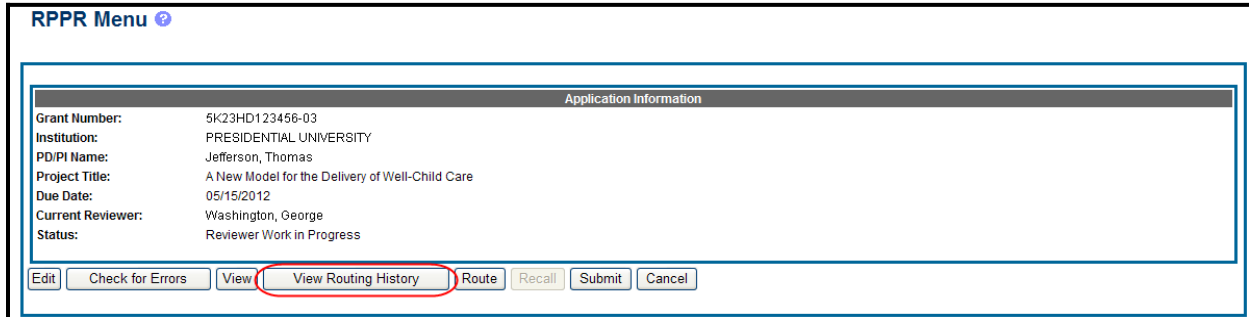 RPPR Menu ?
Application Information
Grant Number: 5K23HD123456-03
Institution: PRESIDENTIAL UNIVERSITY
PD/PI Name: Jefferson, Thomas
Project Title: A New Model for the Delivery of Well-Child Care
Due Date: 05/15/2012
Current Reviewer: Washington, George
Status: Reviewer Work in Progress
Edit Check for Errors View View Routing History Route Recall Submit Cancel